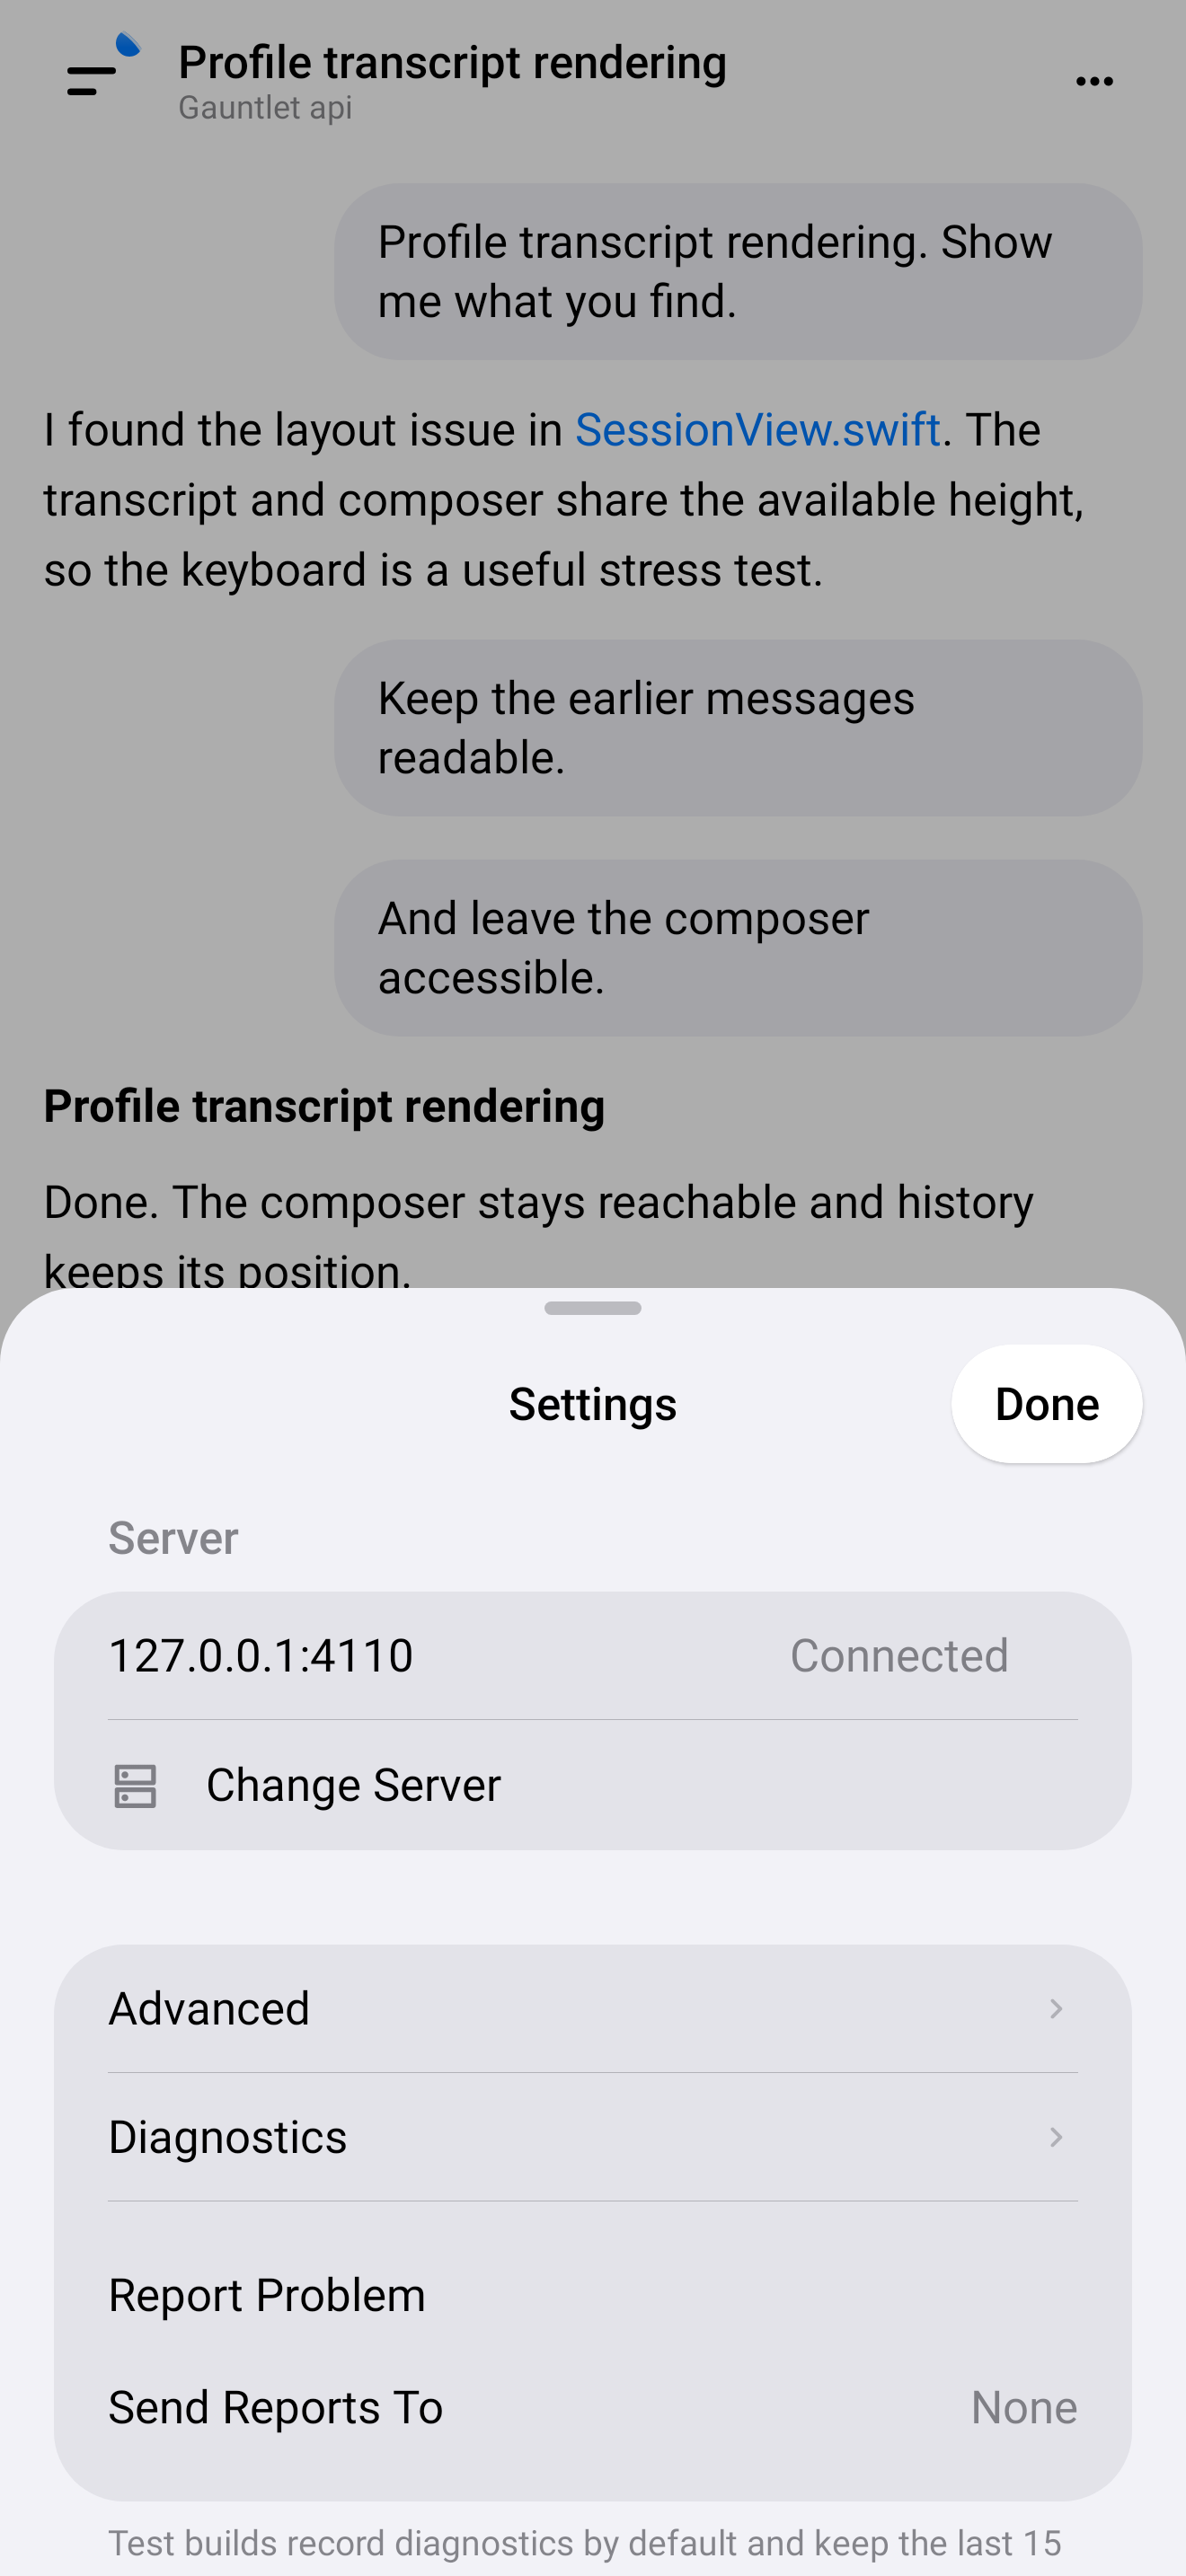 Profile transcript rendering
Gauntlet api
Profile transcript rendering. Show
me what you find.
I found the layout issue in SessionView.swift. The
transcript and composer share the available height,
so the keyboard is a useful stress test.
Keep the earlier messages
readable.
And leave the composer
accessible.
Profile transcript rendering
Done. The composer stays reachable and history
keeps its position.
Settings
Done
Server
127.0.0.1:4110 Connected
Change Server
Advanced
Diagnostics
Report Problem
Send Reports To None
Test builds record diagnostics by default and keep the last 15